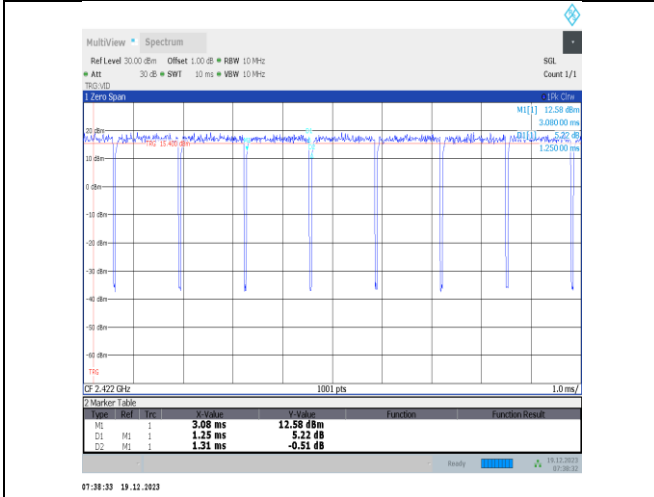 MultiView Spectrum
Ref Level 30.00 dBm Offset 1.00 dB RBW 10 MHz SGL
Att 30 dB SWT 10 ms VBW 10 MHz Count 1/1
TRG:VID
1 Zero Span 1Pk Clrw
M1[1] 12.58 dBm
3.080 00 ms
20 dBm
D1[1] 5.22 dB
TRG 15.400 dBm
1.250 00 ms
10 dBm
0 dBm
-10 dBm
-20 dBm
-30 dBm
-40 dBm
-50 dBm
-60 dBm
TRG
CF 2.422 GHz 1001 pts 1.0 ms/
2 Marker Table
Type Ref Trc X-Value Y-Value Function Function Result
M1 1 3.08 ms 12.58 dBm
D1 M1 1 1.25 ms 5.22 dB
D2 M1 1 1.31 ms -0.51 dB
Ready 19.12.2023
07:38:32
07:38:33 19.12.2023